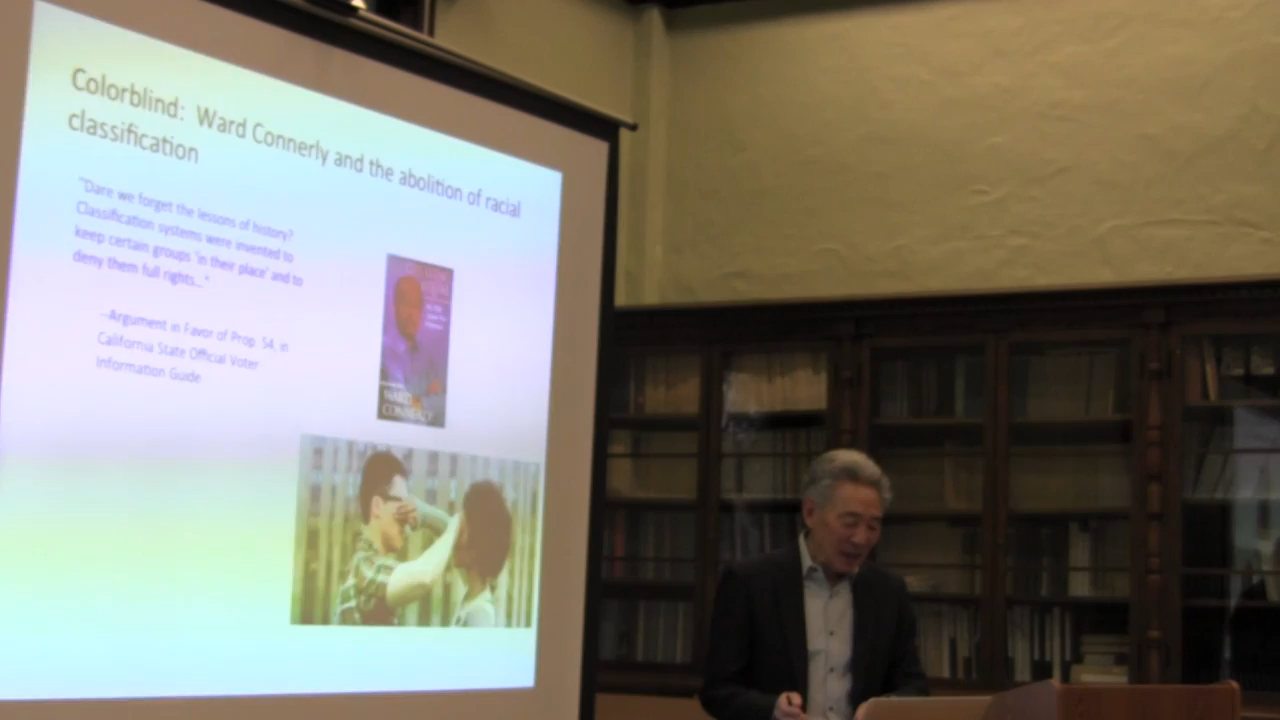 Colorblind: Ward Connerly and the abolition of racial
classification
"Dare we forget the lessons of history?
Classification systems were invented to
keep certain groups 'in their place' and to
deny them full rights..."
--Argument in Favor of Prop. 54, in
California State Official Voter
Information Guide
WARD
CONNERLY